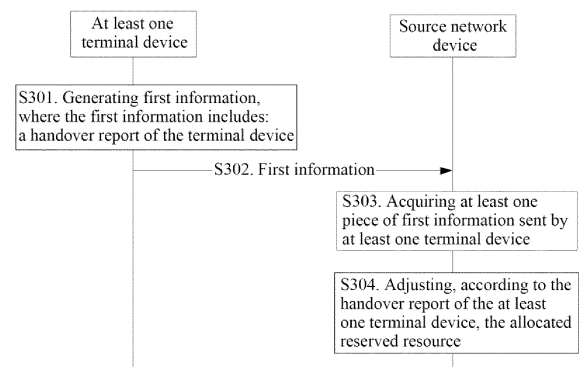 At least one
terminal device
Source network
device
S301. Generating first information,
where the first information includes:
a handover report of the terminal device
S302. First information
S303. Acquiring at least one
piece of first information sent by
at least one terminal device
S304. Adjusting, according to the
handover report of the at least
one terminal device, the allocated
reserved resource